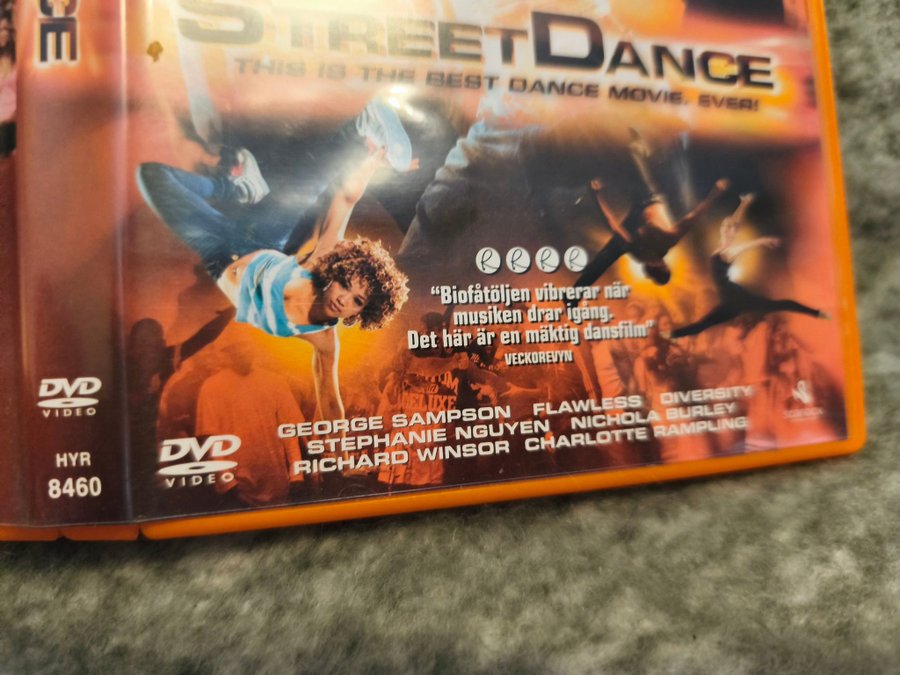 CE
STREETDANCE
THIS IS THE BEST DANCE MOVIE. EVER!
R R R R
"Biofåtöljen vibrerar när
musiken drar igång.
Det här är en mäktig dansfilm"
VECKOREVYN
GEORGE SAMPSON FLAWLESS DIVERSITY
STEPHANIE NGUYEN NICHOLA BURLEY
RICHARD WINSOR CHARLOTTE RAMPLING
DVD
VIDEO
DVD
VIDEO
HYR
8460